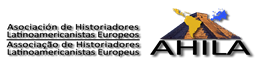 Asociación de Historiadores
Latinoamericanistas Europeos
Associação de Historiadores
Latinoamericanistas Europeus
AHILA